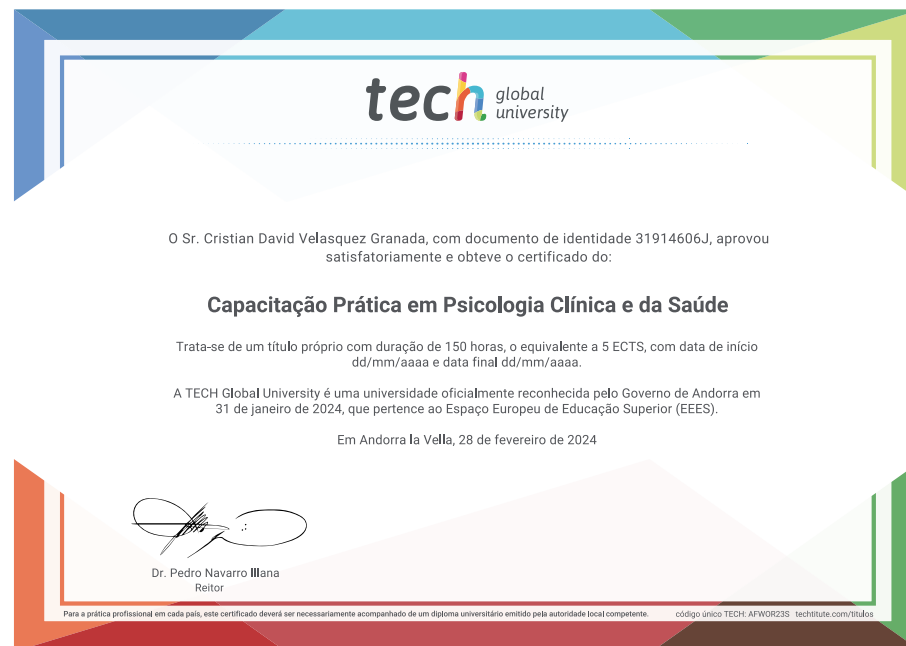 tech global university
O Sr. Cristian David Velasquez Granada, com documento de identidade 31914606J, aprovou
satisfatoriamente e obteve o certificado do:
Capacitação Prática em Psicologia Clínica e da Saúde
Trata-se de um título próprio com duração de 150 horas, o equivalente a 5 ECTS, com data de início
dd/mm/aaaa e data final dd/mm/aaaa.
A TECH Global University é uma universidade oficialmente reconhecida pelo Governo de Andorra em
31 de janeiro de 2024, que pertence ao Espaço Europeu de Educação Superior (EEES).
Em Andorra la Vella, 28 de fevereiro de 2024
Dr. Pedro Navarro Illana
Reitor
Para a prática profissional em cada país, este certificado deverá ser necessariamente acompanhado de um diploma universitário emitido pela autoridade local competente. código único TECH: AFWOR23S techtitute.com/titulos